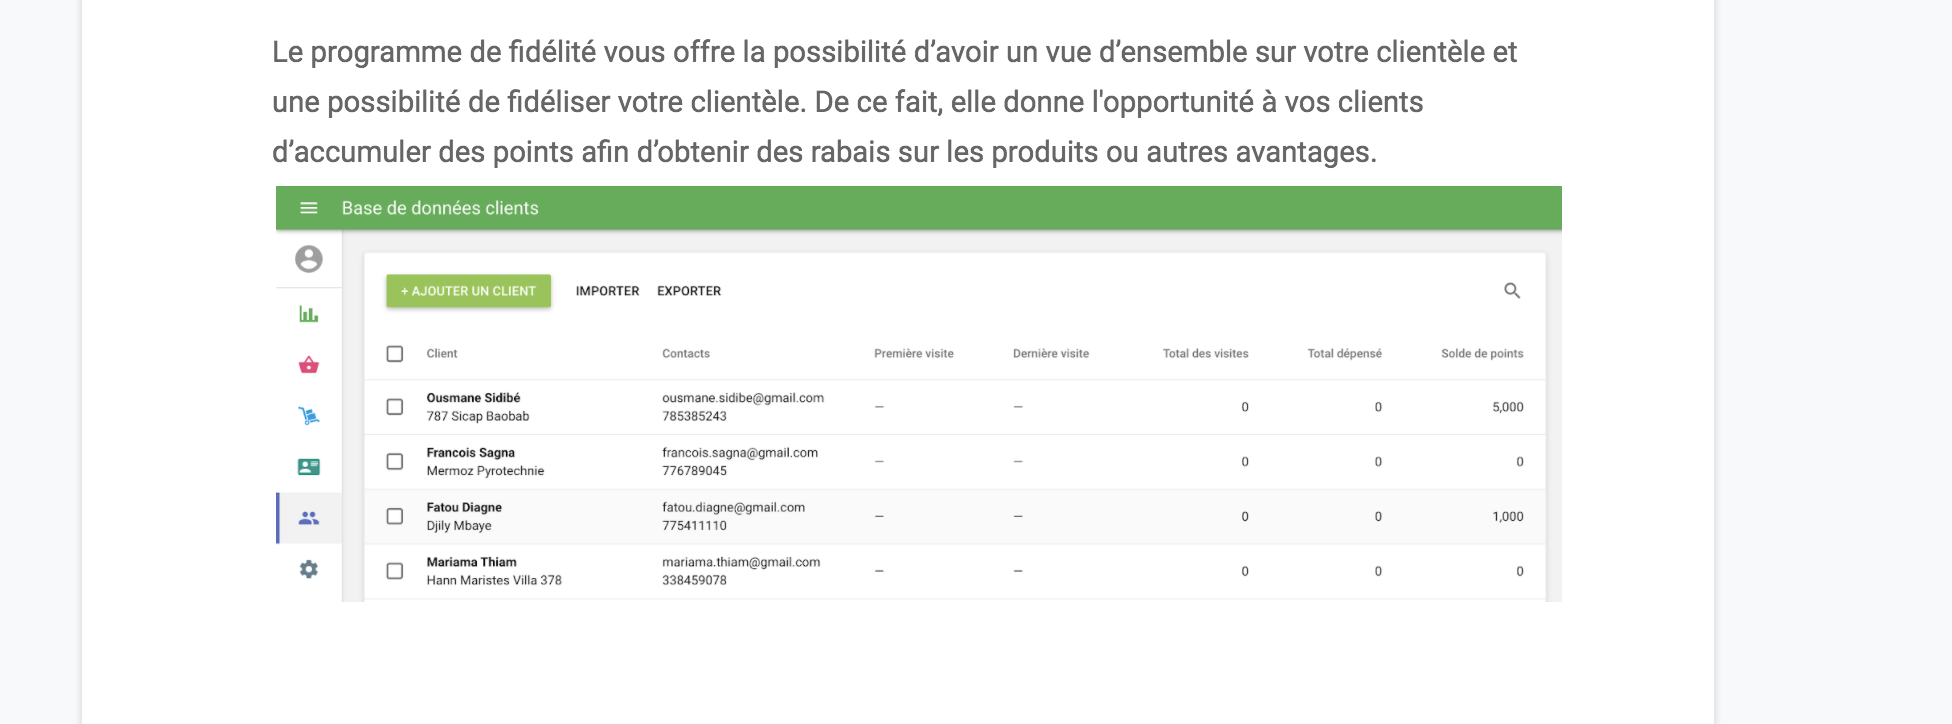 Le programme de fidélité vous offre la possibilité d’avoir un vue d’ensemble sur votre clientèle et
une possibilité de fidéliser votre clientèle. De ce fait, elle donne l'opportunité à vos clients
d’accumuler des points afin d’obtenir des rabais sur les produits ou autres avantages.
Base de données clients
+ AJOUTER UN CLIENT IMPORTER EXPORTER
Client Contacts Première visite Dernière visite Total des visites Total dépensé Solde de points
Ousmane Sidibé ousmane.sidibe@gmail.com
787 Sicap Baobab 785385243 — — 0 0 5,000
Francois Sagna francois.sagna@gmail.com
Mermoz Pyrotechnie 776789045 — — 0 0 0
Fatou Diagne fatou.diagne@gmail.com
Djily Mbaye 775411110 — — 0 0 1,000
Mariama Thiam mariama.thiam@gmail.com
Hann Maristes Villa 378 338459078 — — 0 0 0